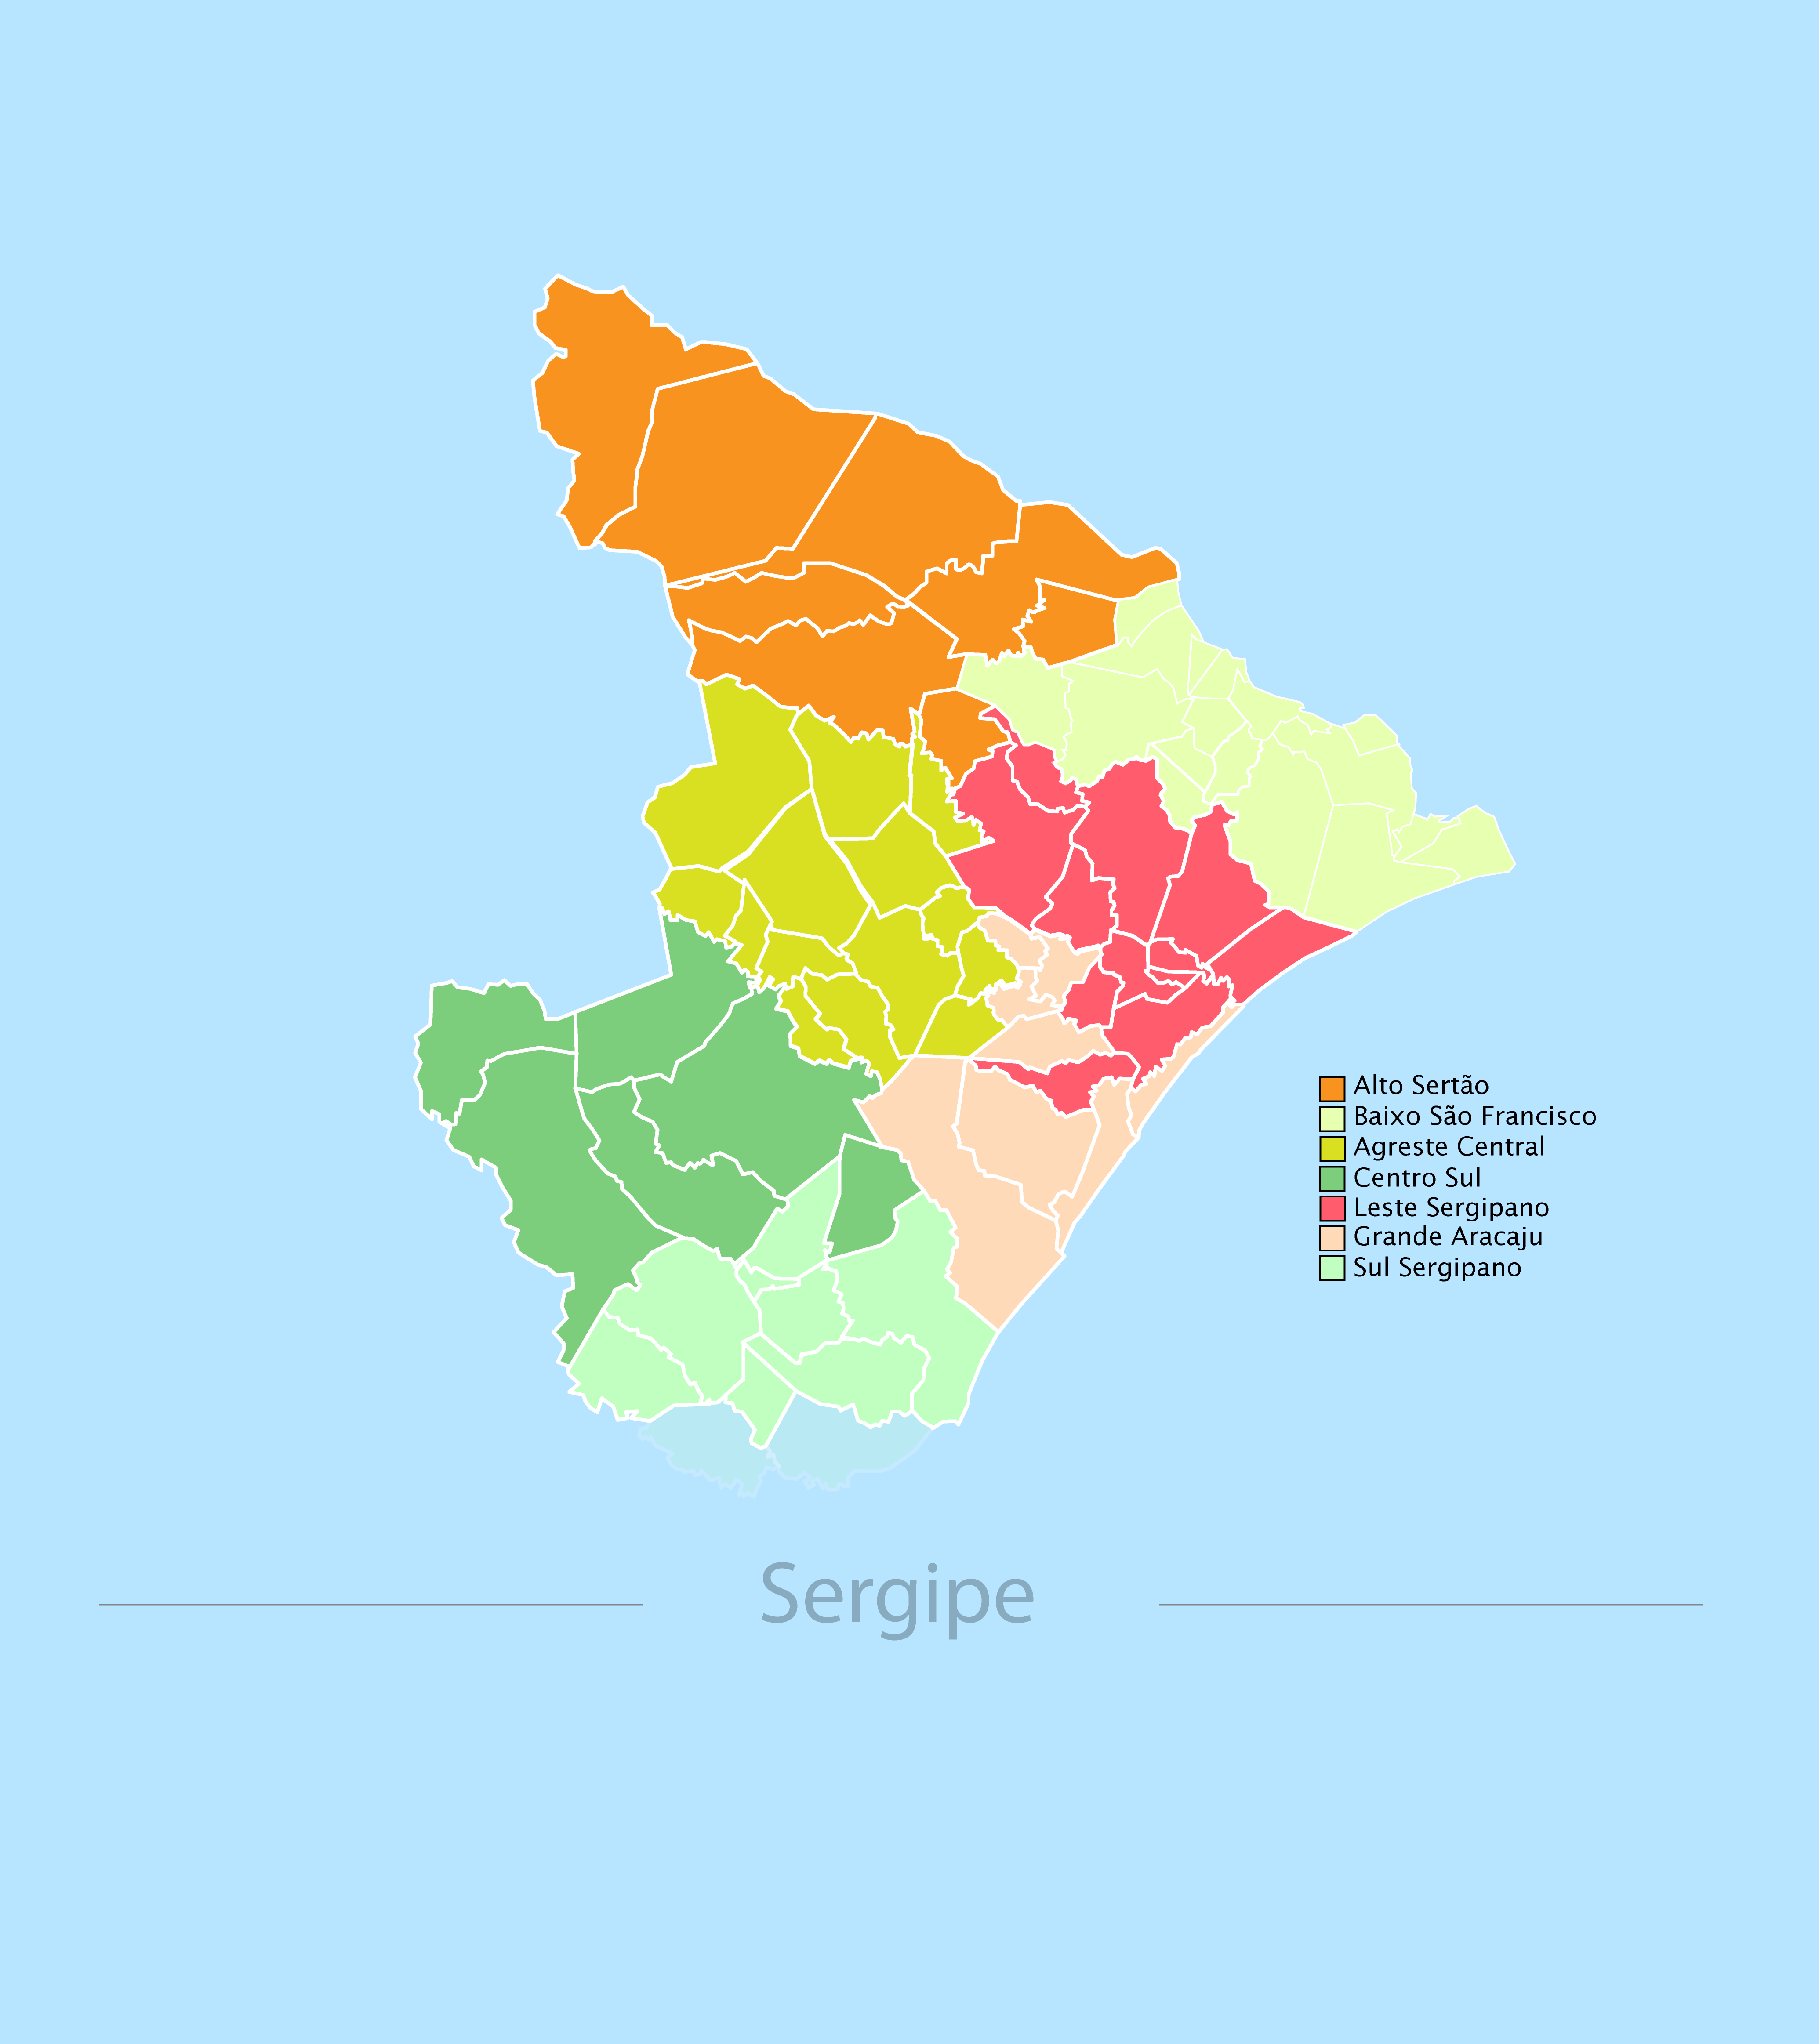 Alto Sertão
Baixo São Francisco
Agreste Central
Centro Sul
Leste Sergipano
Grande Aracaju
Sul Sergipano
Sergipe